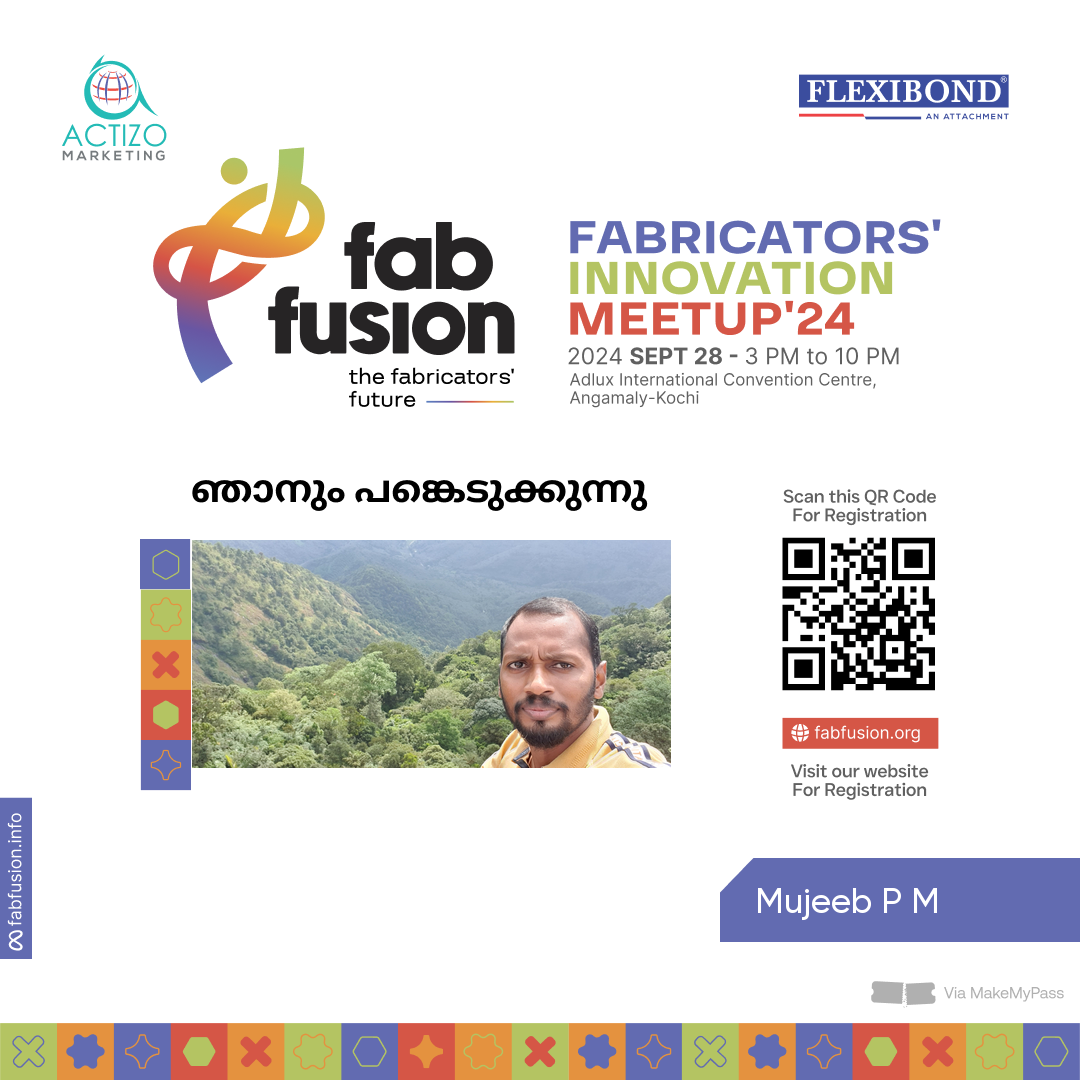 ACTIZO
MARKETING
FLEXIBOND®
AN ATTACHMENT
fab
fusion
the fabricators'
future
FABRICATORS'
INNOVATION
MEETUP'24
2024 SEPT 28 - 3 PM to 10 PM
Adlux International Convention Centre,
Angamaly-Kochi
ഞാനും പങ്കെടുക്കുന്നു
Scan this QR Code
For Registration
fabfusion.org
Visit our website
For Registration
fabfusion.info
Mujeeb P M
Via MakeMyPass